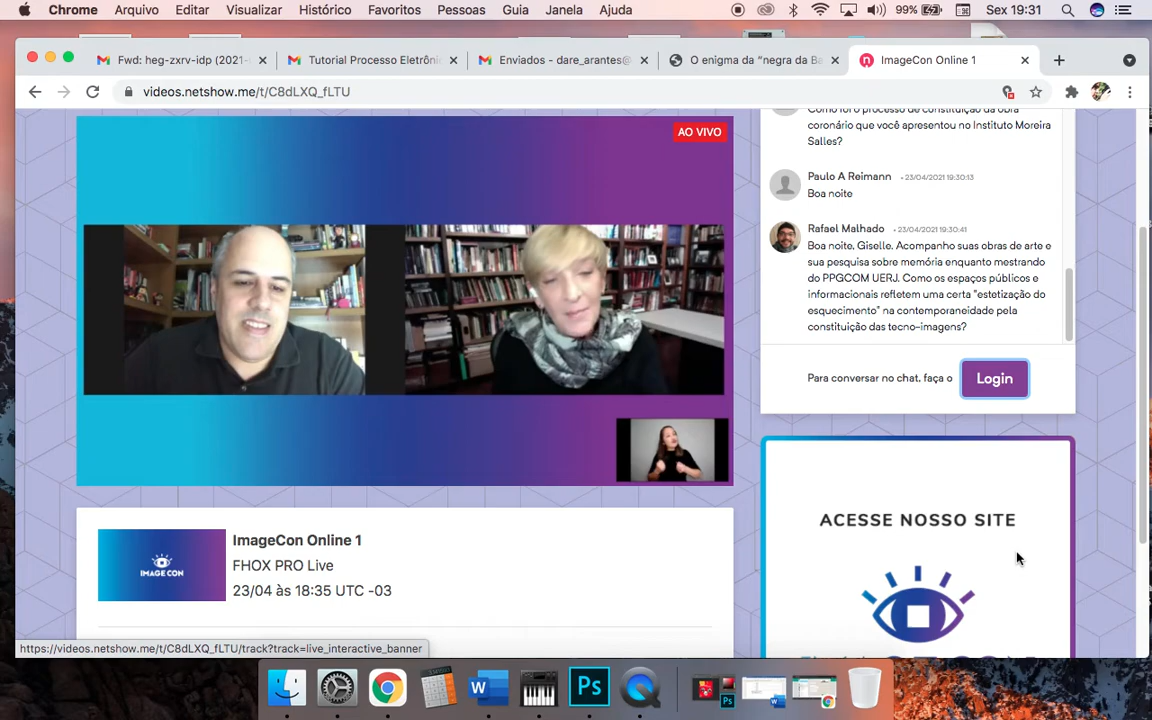 Chrome Arquivo Editar Visualizar Histórico Favoritos Pessoas Guia Janela Ajuda 99% Sex 19:31
Fwd: heg-zxrv-idp (2021- Tutorial Processo Eletrôni Enviados - dare_arantes@ O enigma da “negra da Ba ImageCon Online 1
videos.netshow.me/t/C8dLXQ_fLTU
AO VIVO
Como foi o processo de constituição da obra
coronário que você apresentou no Instituto Moreira
Salles?
Paulo A Reimann • 23/04/2021 19:30:13
Boa noite
Rafael Malhado • 23/04/2021 19:30:41
Boa noite, Giselle. Acompanho suas obras de arte e
sua pesquisa sobre memória enquanto mestrando
do PPGCOM UERJ. Como os espaços públicos e
informacionais refletem uma certa "estetização do
esquecimento" na contemporaneidade pela
constituição das tecno-imagens?
Para conversar no chat, faça o Login
ACESSE NOSSO SITE
IMAGE CON
ImageCon Online 1
FHOX PRO Live
23/04 às 18:35 UTC -03
https://videos.netshow.me/t/C8dLXQ_fLTU/track?track=live_interactive_banner
W
Ps